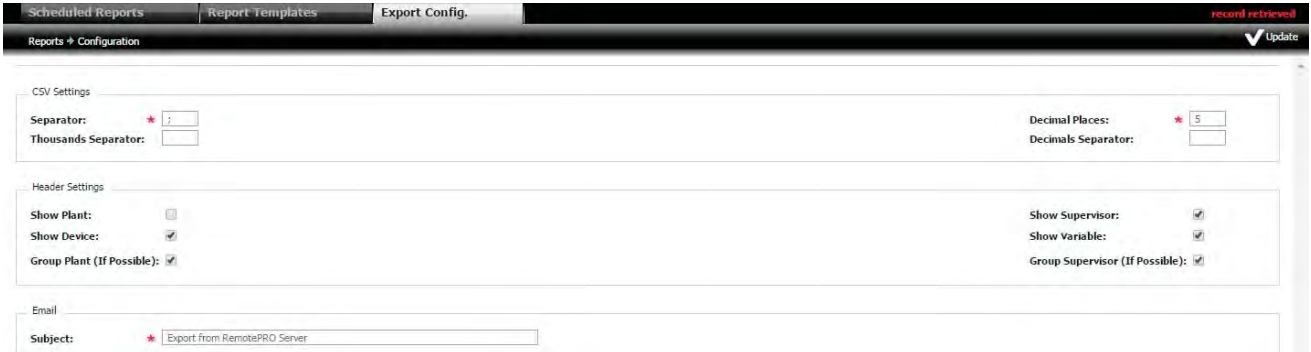 Scheduled Reports Report Templates Export Config. record retrieved
Reports Configuration Update
CSV Settings
Separator: * ; Decimal Places: * 5
Thousands Separator: Decimals Separator:
Header Settings
Show Plant: Show Supervisor:
Show Device: Show Variable:
Group Plant (If Possible): Group Supervisor (If Possible):
Email
Subject: * Export from RemotePRO Server